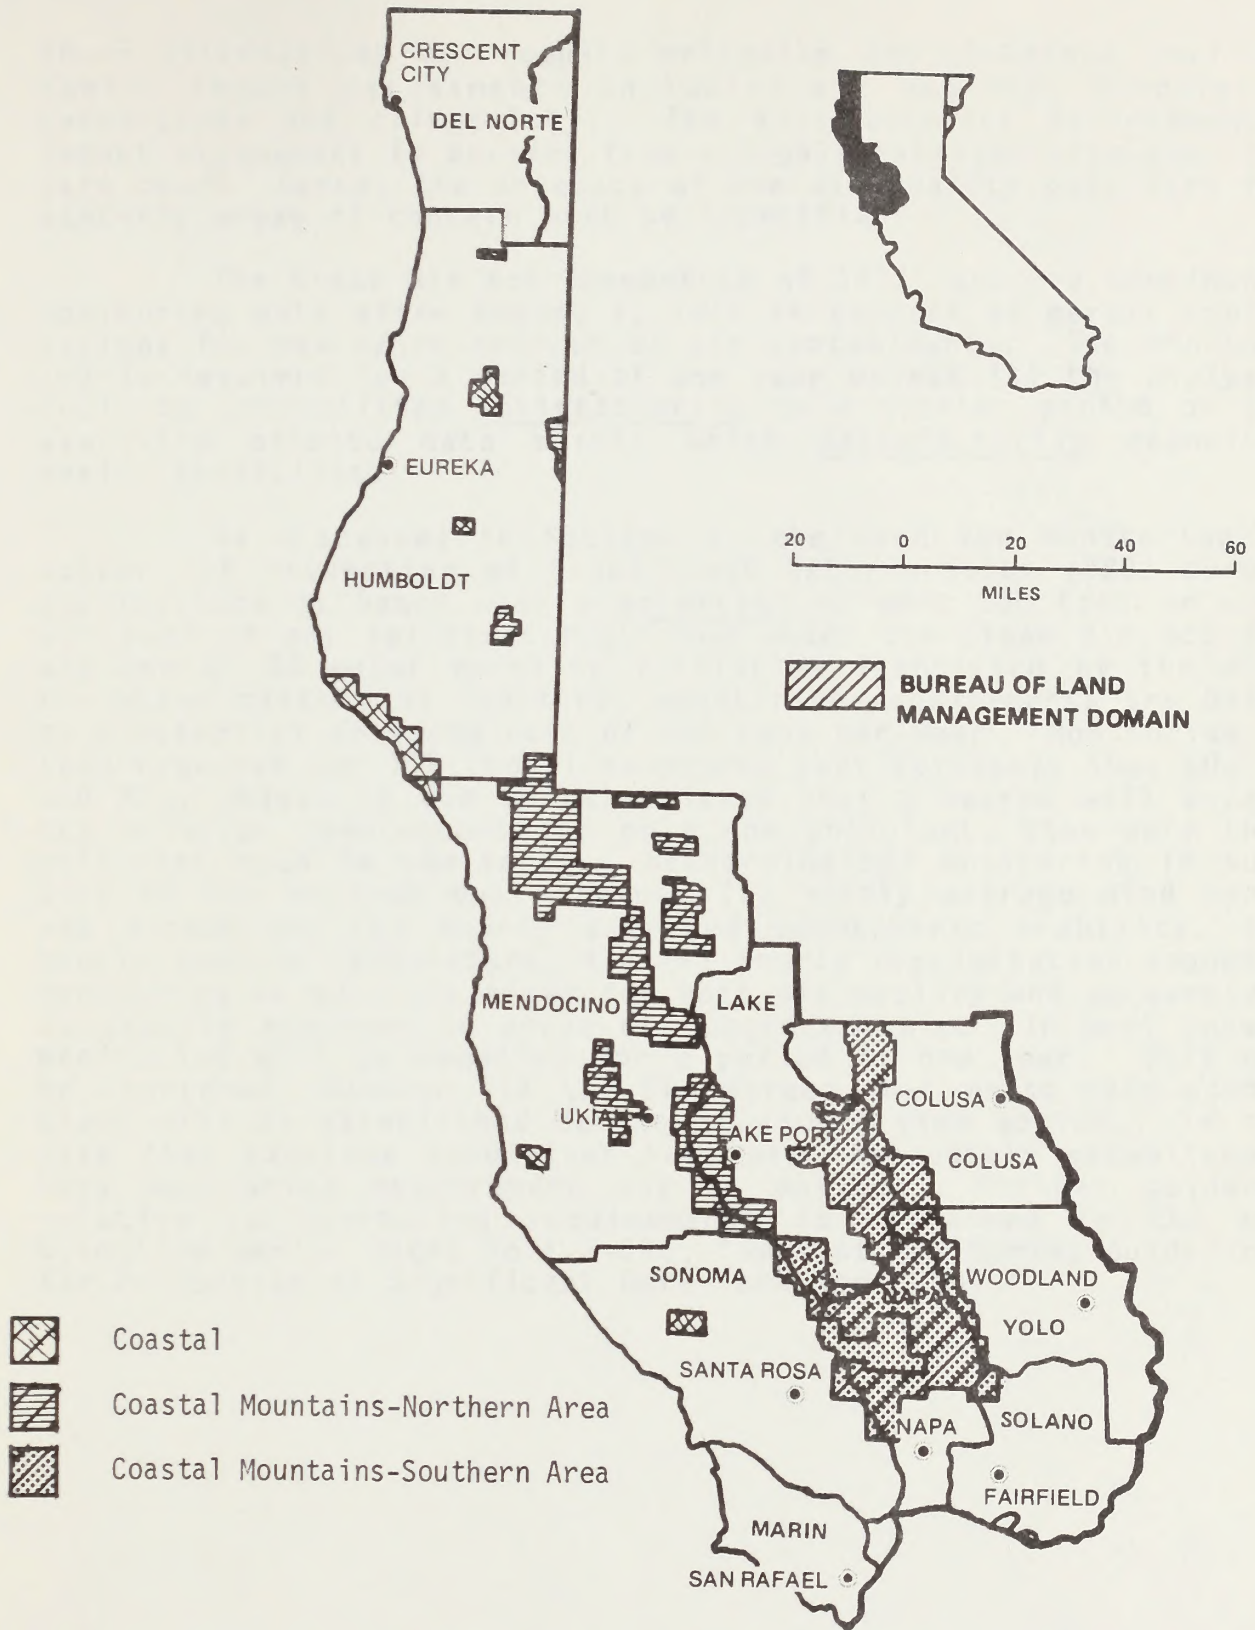 CRESCENT
CITY
DEL NORTE
EUREKA
HUMBOLDT
20 0 20 40 60
MILES
BUREAU OF LAND
MANAGEMENT DOMAIN
MENDOCINO
LAKE
COLUSA
UKIAH
LAKE PORT
COLUSA
SONOMA
WOODLAND
YOLO
Coastal
SANTA ROSA
Coastal Mountains-Northern Area
NAPA
SOLANO
Coastal Mountains-Southern Area
FAIRFIELD
MARIN
SAN RAFAEL